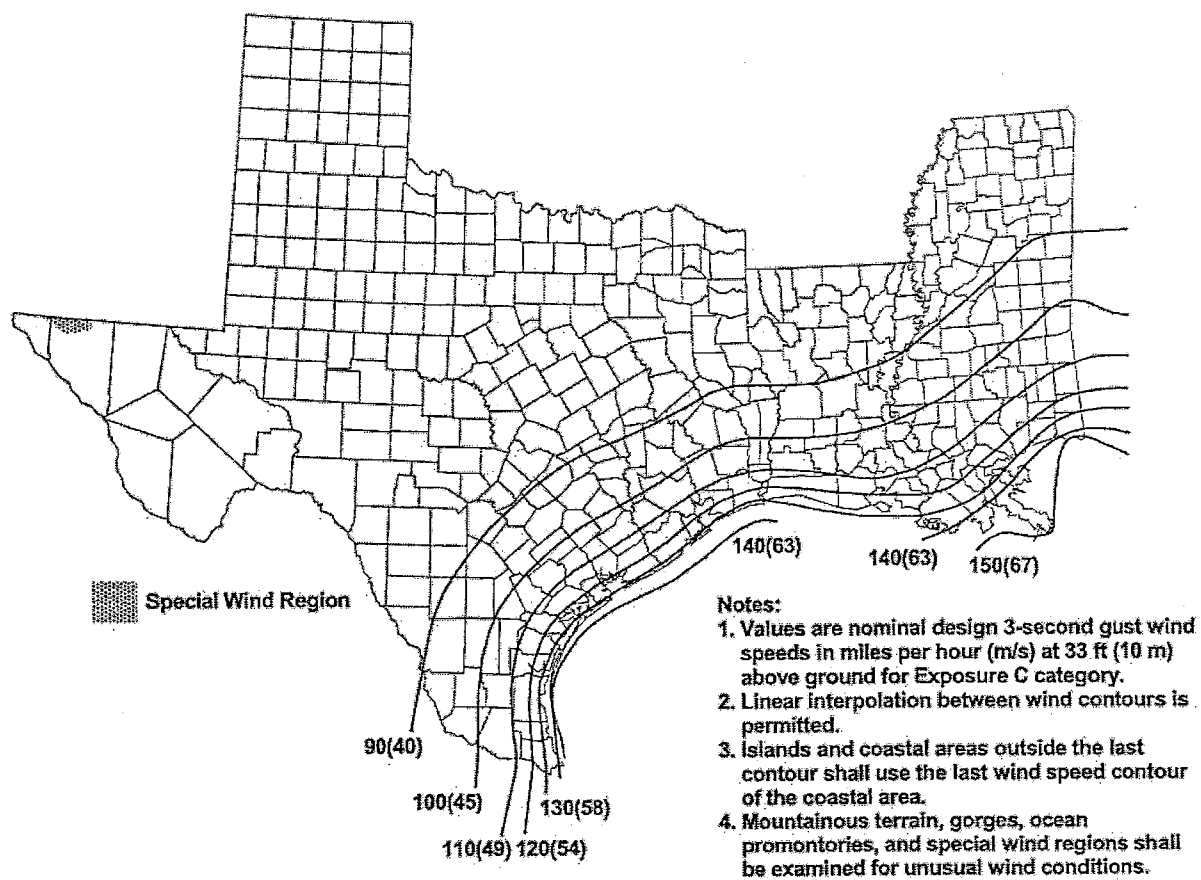 140(63)
140(63)
150(67)
Special Wind Region
90(40)
100(45)
130(58)
110(49) 120(54)
Notes:
1. Values are nominal design 3-second gust wind
speeds in miles per hour (m/s) at 33 ft (10 m)
above ground for Exposure C category.
2. Linear interpolation between wind contours is
permitted.
3. Islands and coastal areas outside the last
contour shall use the last wind speed contour
of the coastal area.
4. Mountainous terrain, gorges, ocean
promontories, and special wind regions shall
be examined for unusual wind conditions.